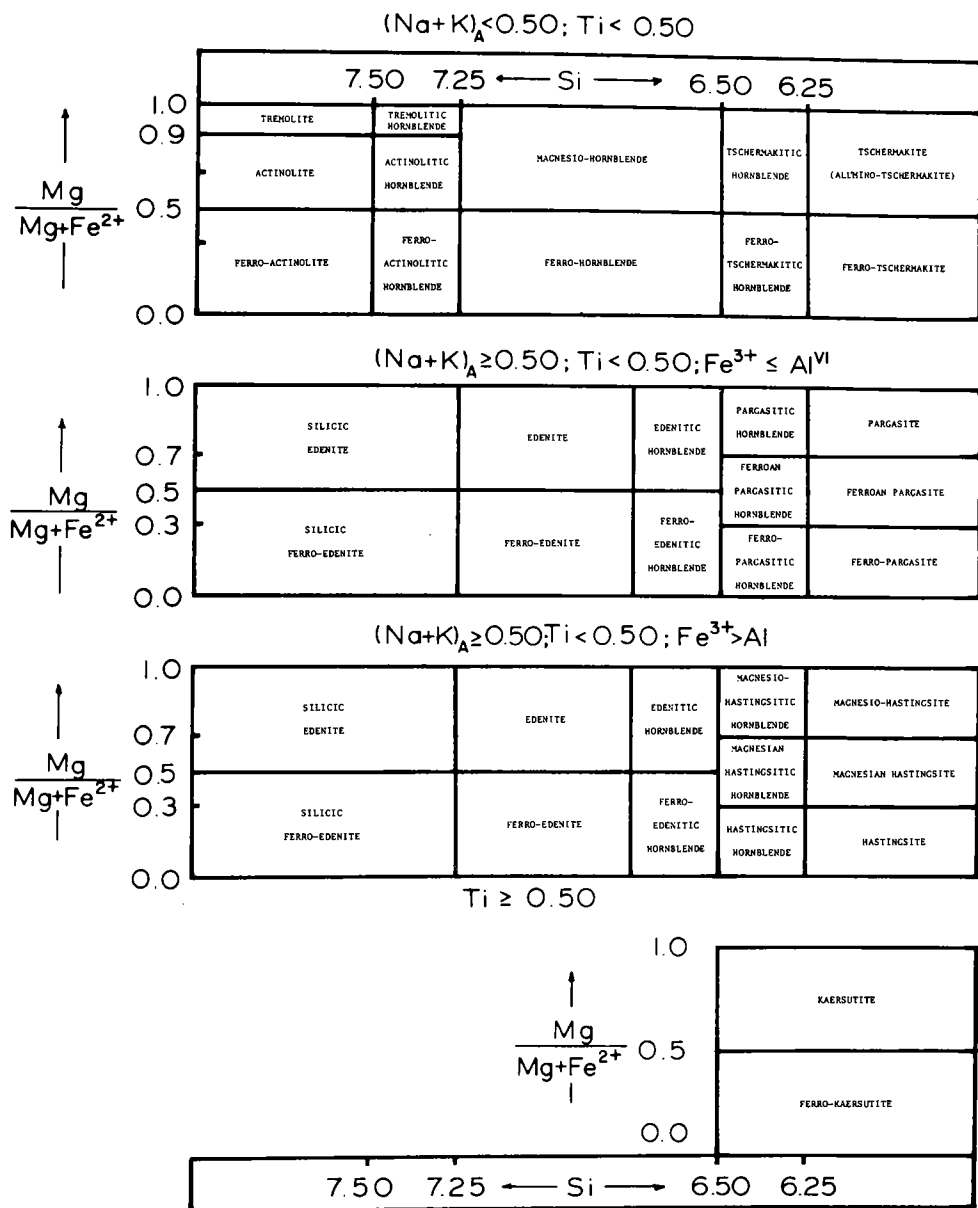 (Na+K)A<0.50; Ti< 0.50
7.50 7.25 ← Si → 6.50 6.25
1.0
0.9
0.5
0.0
Mg
Mg+Fe2+
TREMOLITE
TREMOLITIC
HORNBLENDE
ACTINOLITE
ACTINOLITIC
HORNBLENDE
MAGNESIO-HORNBLENDE
TSCHERMAKITIC
HORNBLENDE
TSCHERMAKITE
(ALUMINO-TSCHERMAKITE)
FERRO-ACTINOLITE
FERRO-
ACTINOLITIC
HORNBLENDE
FERRO-HORNBLENDE
FERRO-
TSCHERMAKITIC
HORNBLENDE
FERRO-TSCHERMAKITE
(Na+K)A≥0.50; Ti<0.50; Fe3+ ≤ AlVI
1.0
0.7
0.5
0.3
0.0
Mg
Mg+Fe2+
SILICIC
EDENITE
EDENITE
EDENITIC
HORNBLENDE
PARGASITIC
HORNBLENDE
PARGASITE
FERROAN
PARGASITIC
HORNBLENDE
FERROAN PARGASITE
SILICIC
FERRO-EDENITE
FERRO-EDENITE
FERRO-
EDENITIC
HORNBLENDE
FERRO-
PARGASITIC
HORNBLENDE
FERRO-PARGASITE
(Na+K)A≥0.50;Ti<0.50; Fe3+>Al
1.0
0.7
0.5
0.3
0.0
Mg
Mg+Fe2+
SILICIC
EDENITE
EDENITE
EDENITIC
HORNBLENDE
MAGNESIO-
HASTINGSITIC
HORNBLENDE
MAGNESIO-HASTINGSITE
MAGNESIAN
HASTINGSITIC
HORNBLENDE
MAGNESIAN HASTINGSITE
SILICIC
FERRO-EDENITE
FERRO-EDENITE
FERRO-
EDENITIC
HORNBLENDE
HASTINGSITIC
HORNBLENDE
HASTINGSITE
Ti ≥ 0.50
1.0
0.5
0.0
Mg
Mg+Fe2+
KAERSUTITE
FERRO-KAERSUTITE
7.50 7.25 ← Si → 6.50 6.25